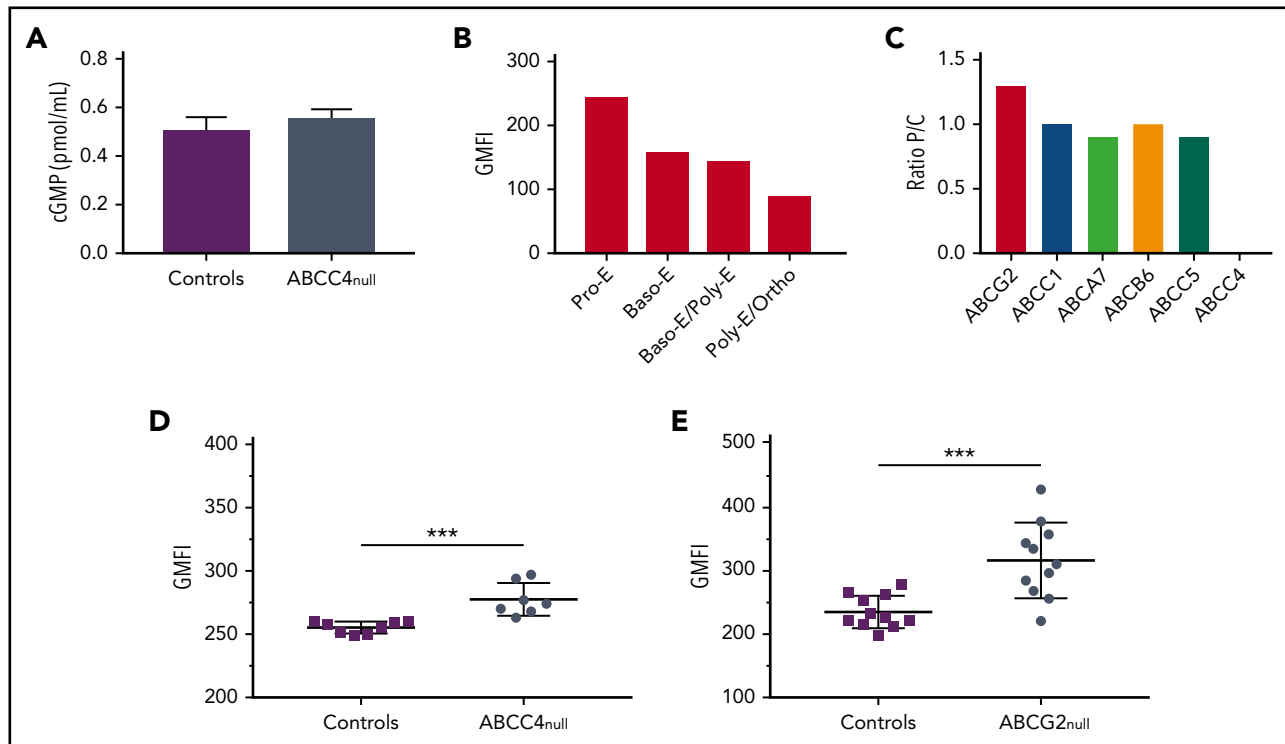 A
cGMP (pmol/mL)
0.8
0.6
0.4
0.2
0.0
Controls
ABCC4null
B
GMFI
300
200
100
0
Pro-E
Baso-E
Baso-E/Poly-E
Poly-E/Ortho
C
Ratio P/C
1.5
1.0
0.5
0.0
ABCG2
ABCC1
ABCA7
ABCB6
ABCC5
ABCC4
D
GMFI
400
350
300
250
200
***
Controls
ABCC4null
E
GMFI
500
400
300
200
100
***
Controls
ABCG2null